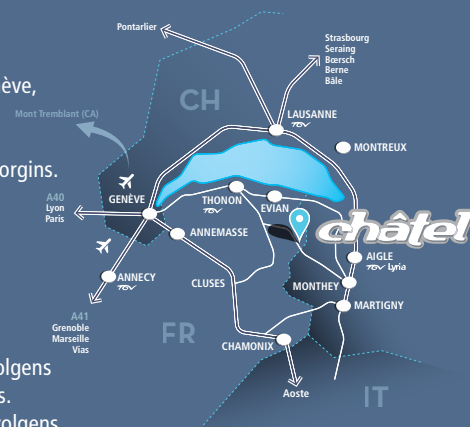 Pontarlier
Strasbourg
Seraing
Bœrsch
Berne
Bâle
ève,
CH
Mont Tremblant (CA)
LAUSANNE
TGV
MONTREUX
orgins.
A40
Lyon
Paris
GENÈVE
THONON
TGV
EVIAN
châtel
ANNEMASSE
AIGLE
TGV Lyria
ANNECY
TGV
CLUSES
MONTHEY
MARTIGNY
A41
Grenoble
Marseille
Vias
FR
CHAMONIX
olgens
s.
Aoste
IT
volgens